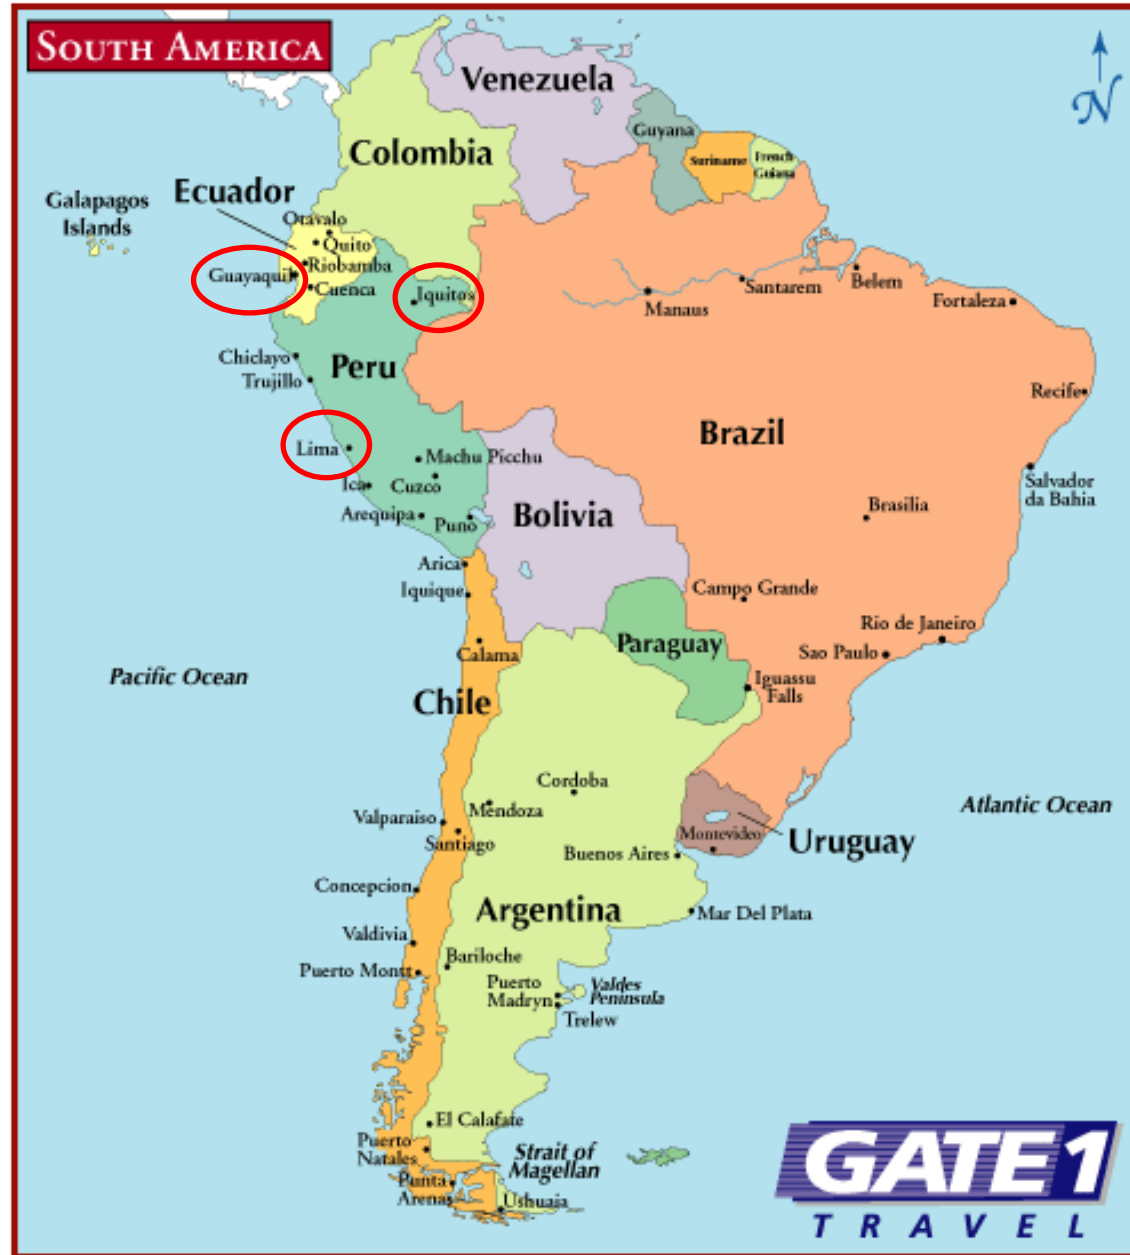 SOUTH AMERICA
N
Venezuela
Guyana
Suriname
French
Guiana
Colombia
Ecuador
Galapagos
Islands
Otavalo
Quito
Riobamba
Guayaquil
Cuenca
Iquitos
Santarem
Belem
Manaus
Fortaleza
Chiclayo
Trujillo
Peru
Recife
Brazil
Lima
Machu Picchu
Ica
Cuzco
Salvador
da Bahia
Arequipa
Puno
Bolivia
Brasilia
Arica
Iquique
Campo Grande
Rio de Janeiro
Calama
Paraguay
Sao Paulo
Pacific Ocean
Iguassu
Falls
Chile
Cordoba
Mendoza
Valparaiso
Santiago
Atlantic Ocean
Montevideo
Uruguay
Buenos Aires
Concepcion
Argentina
Mar Del Plata
Valdivia
Bariloche
Puerto Montt
Puerto
Madryn
Valdes
Peninsula
Trelew
El Calafate
Puerto
Natales
Strait of
Magellan
Punta
Arenas
Ushuaia
GATE 1
TRAVEL